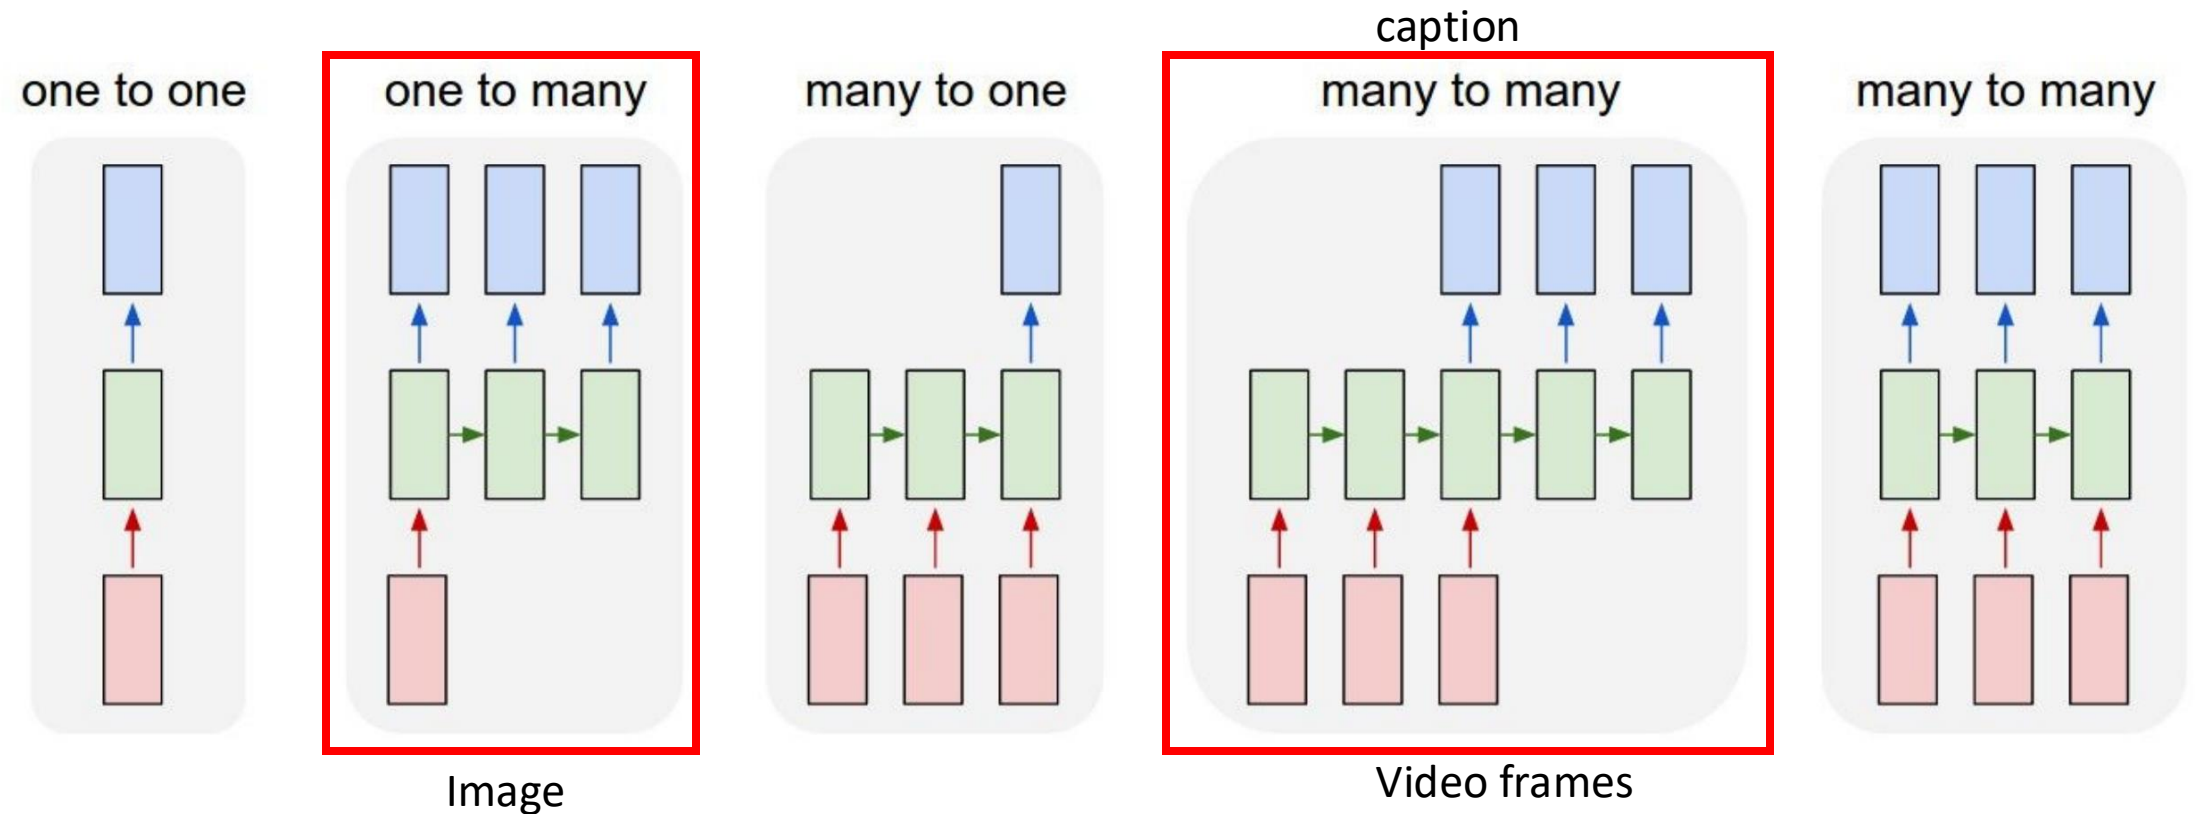 caption
one to one
one to many
many to one
many to many
many to many
Image
Video frames